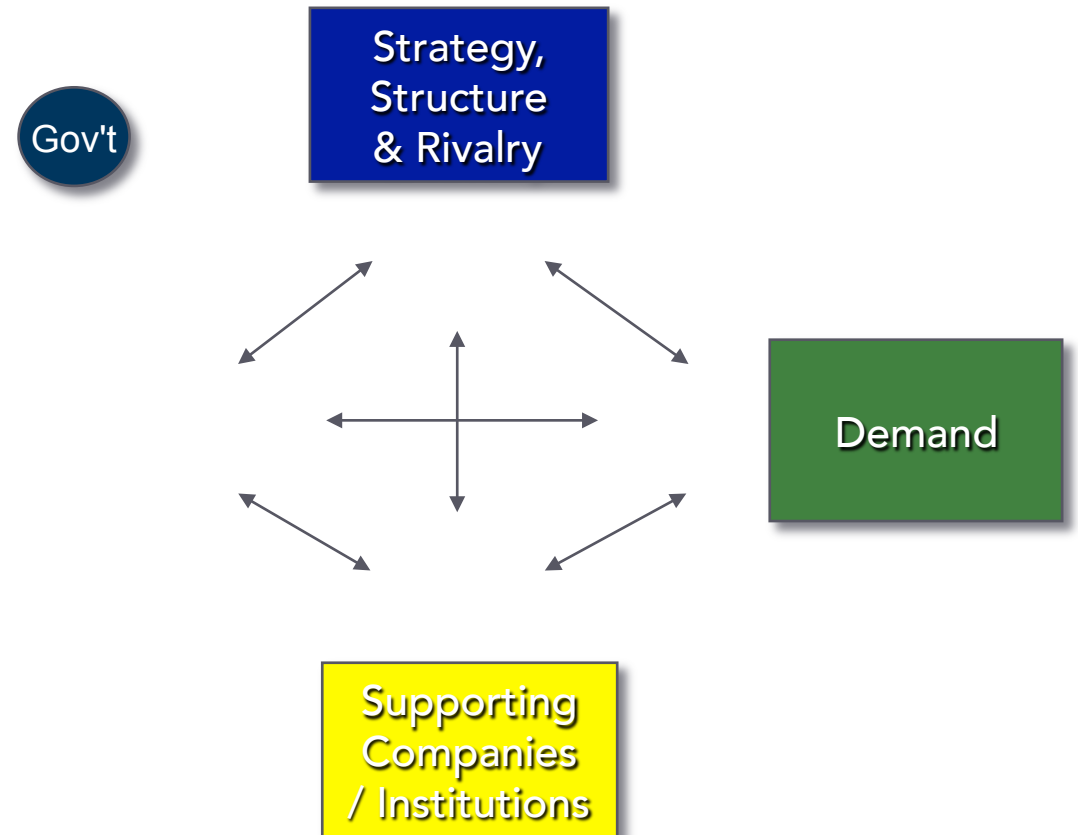 Strategy,
Structure
& Rivalry
Gov't
Demand
Supporting
Companies
/ Institutions